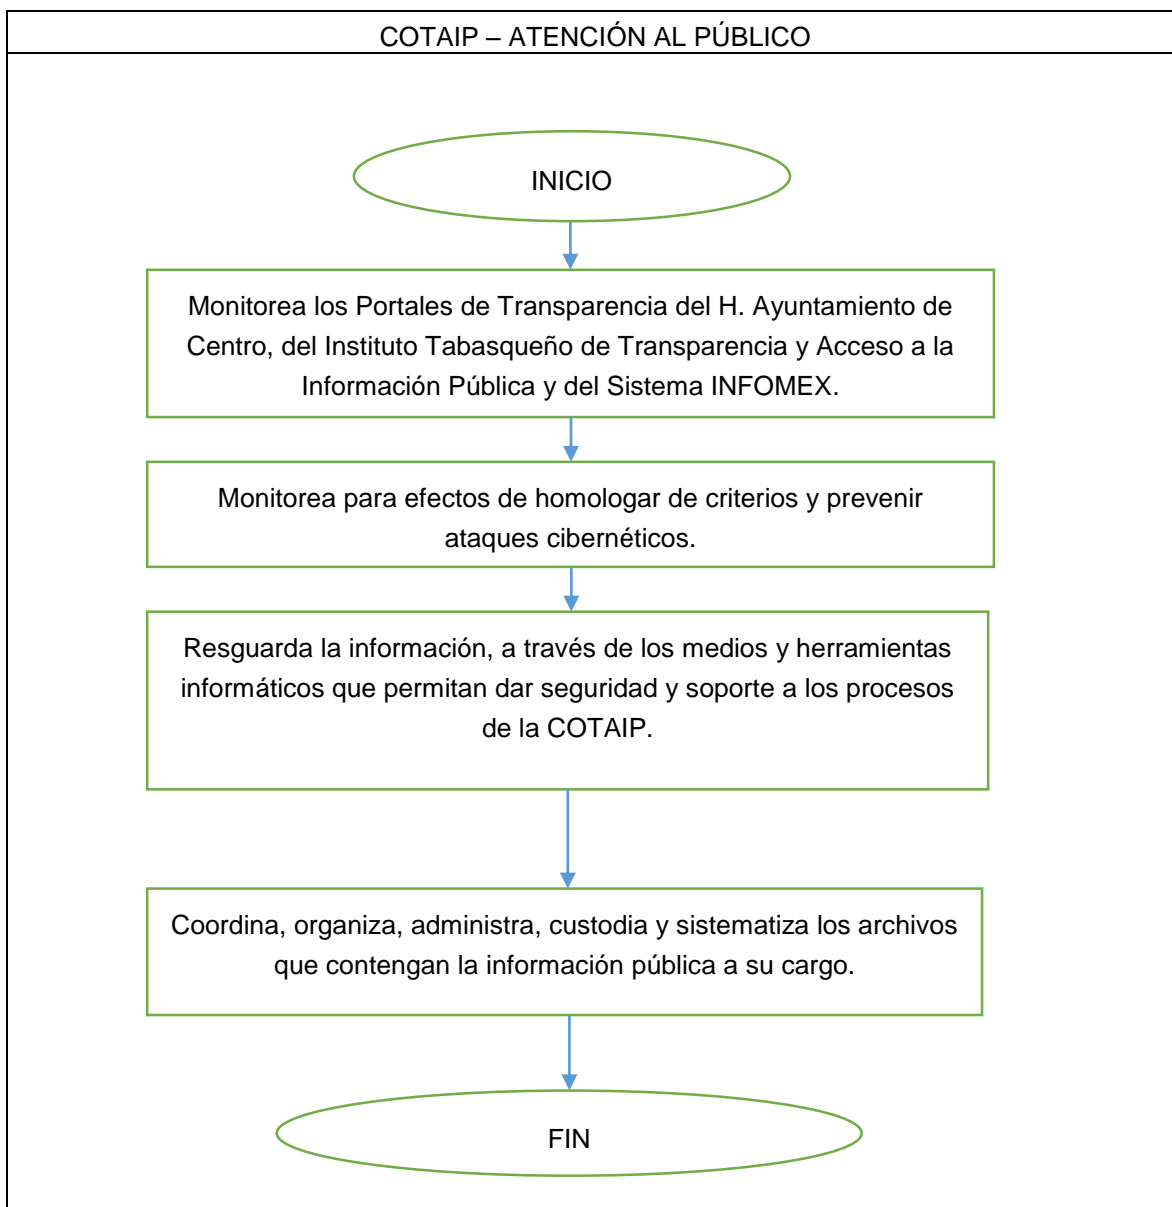 COTAIP – ATENCIÓN AL PÚBLICO
INICIO
Monitorea los Portales de Transparencia del H. Ayuntamiento de
Centro, del Instituto Tabasqueño de Transparencia y Acceso a la
Información Pública y del Sistema INFOMEX.
Monitorea para efectos de homologar de criterios y prevenir
ataques cibernéticos.
Resguarda la información, a través de los medios y herramientas
informáticos que permitan dar seguridad y soporte a los procesos
de la COTAIP.
Coordina, organiza, administra, custodia y sistematiza los archivos
que contengan la información pública a su cargo.
FIN